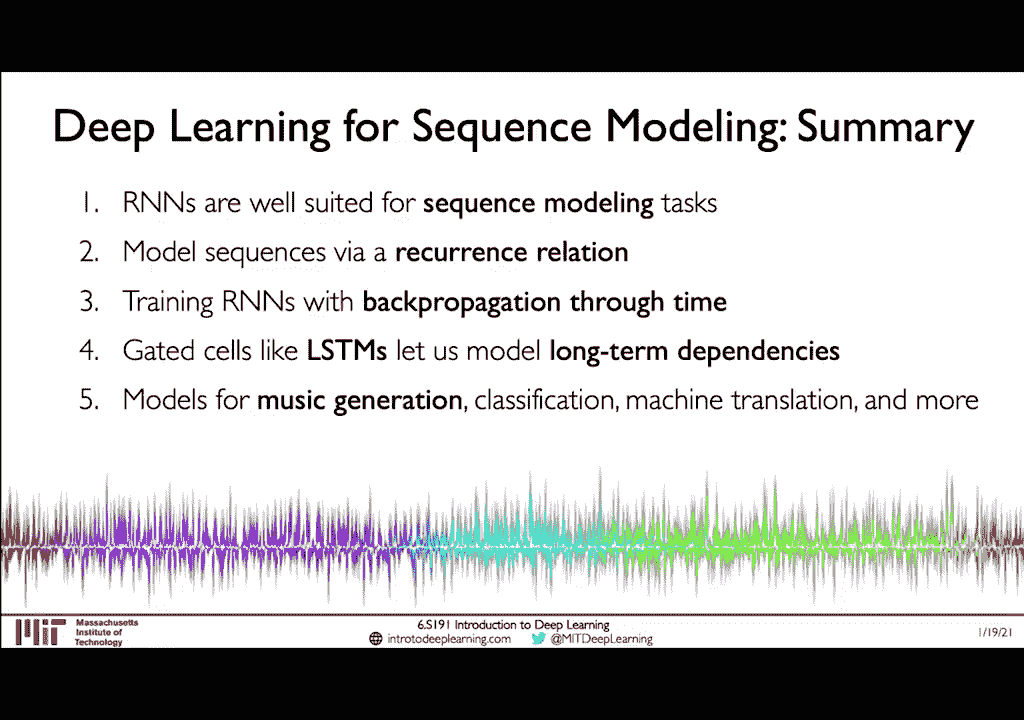 Deep Learning for Sequence Modeling: Summary
1. RNNs are well suited for sequence modeling tasks
2. Model sequences via a recurrence relation
3. Training RNNs with backpropagation through time
4. Gated cells like LSTMs let us model long-term dependencies
5. Models for music generation, classification, machine translation, and more
Massachusetts
Institute of
Technology
6.S191 Introduction to Deep Learning
introtodeeplearning.com @MITDeepLearning
1/19/21